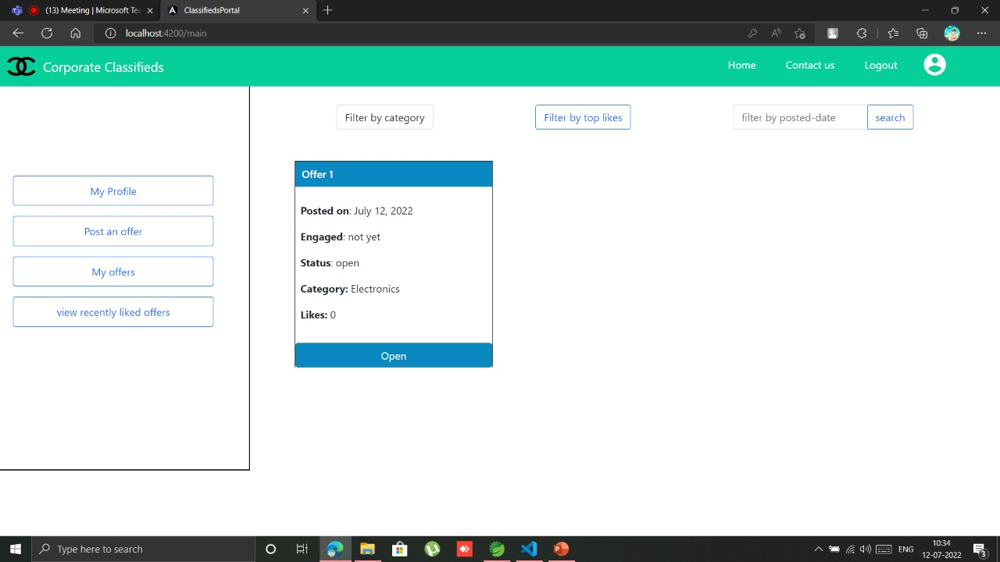 (13) Meeting | Microsoft Te
ClassifiedsPortal
localhost:4200/main
Corporate Classifieds
Home
Contact us
Logout
Filter by category
Filter by top likes
filter by posted-date
search
My Profile
Post an offer
My offers
view recently liked offers
Offer 1
Posted on: July 12, 2022
Engaged: not yet
Status: open
Category: Electronics
Likes: 0
Open
Type here to search
ENG
10:34
12-07-2022
3